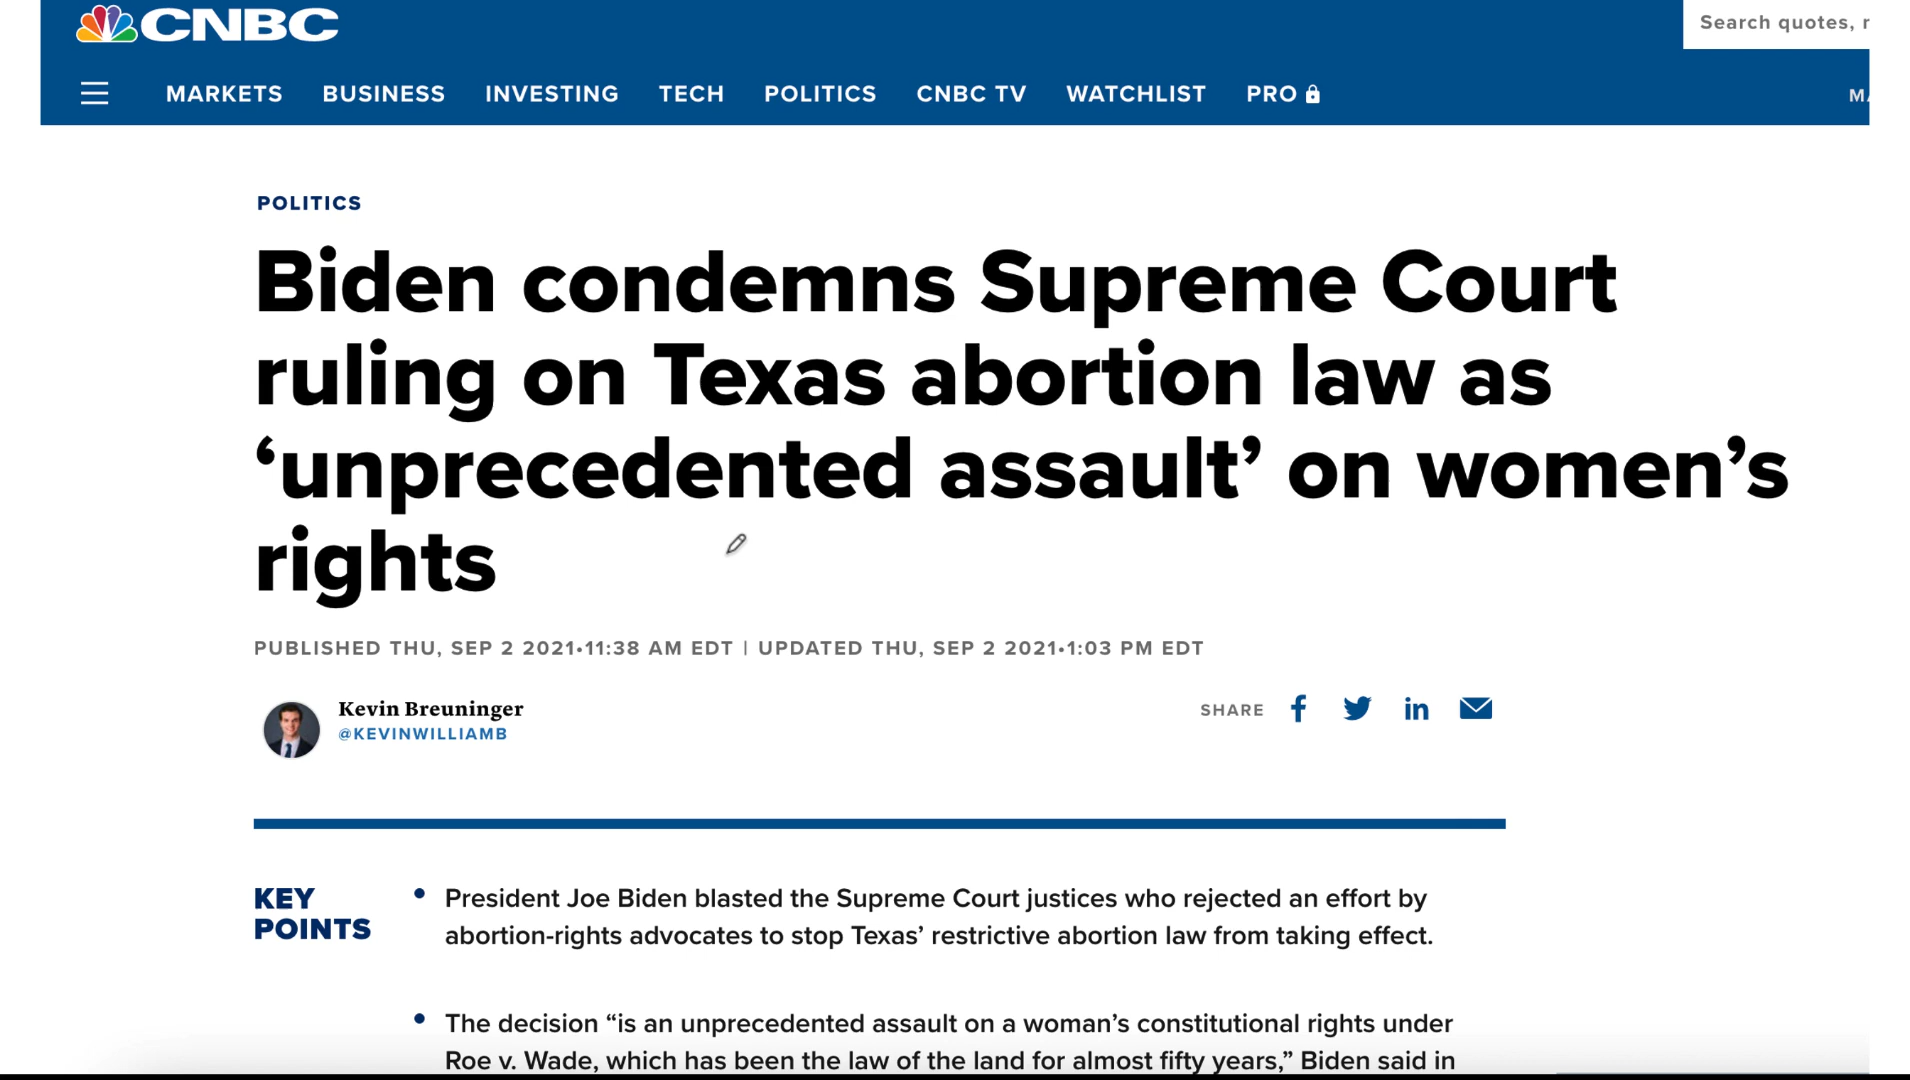 CNBC
Search quotes,
MARKETS BUSINESS INVESTING TECH POLITICS CNBC TV WATCHLIST PRO
POLITICS
Biden condemns Supreme Court
ruling on Texas abortion law as
‘unprecedented assault’ on women’s
rights
PUBLISHED THU, SEP 2 2021•11:38 AM EDT | UPDATED THU, SEP 2 2021•1:03 PM EDT
Kevin Breuninger
@KEVINWILLIAMB
SHARE
KEY
POINTS
• President Joe Biden blasted the Supreme Court justices who rejected an effort by
abortion-rights advocates to stop Texas’ restrictive abortion law from taking effect.
• The decision “is an unprecedented assault on a woman’s constitutional rights under
Roe v. Wade, which has been the law of the land for almost fifty years,” Biden said in